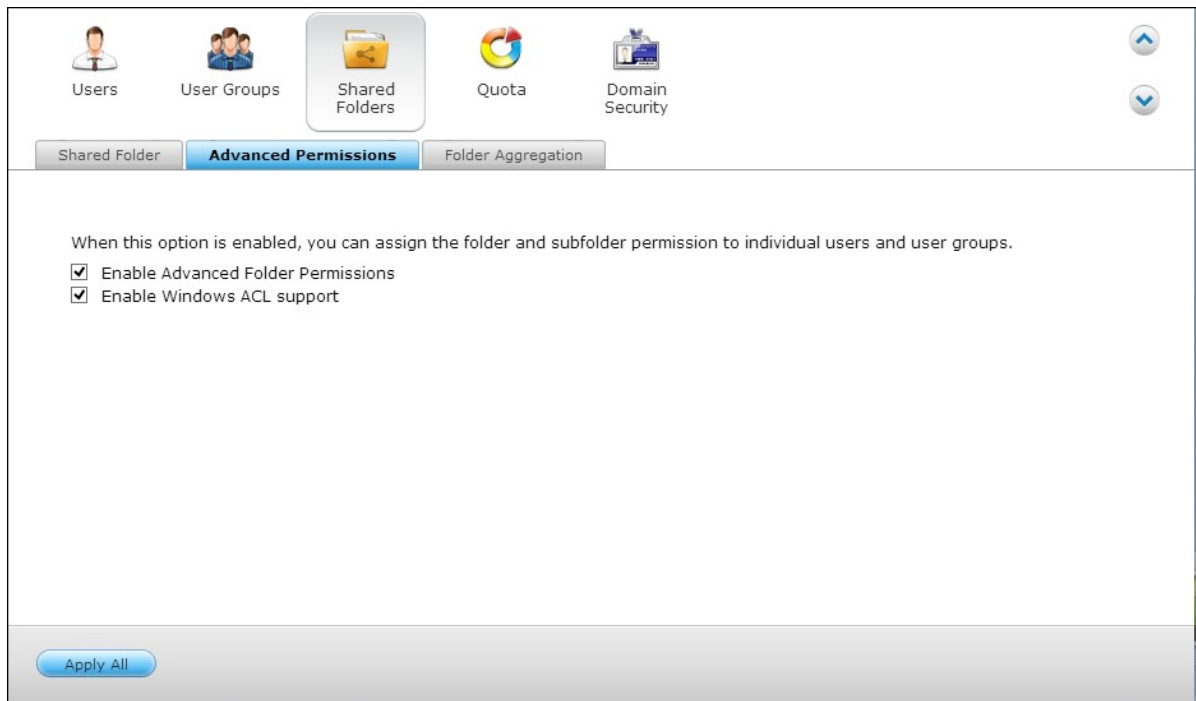 Users
User Groups
Shared
Folders
Quota
Domain
Security
Shared Folder
Advanced Permissions
Folder Aggregation
When this option is enabled, you can assign the folder and subfolder permission to individual users and user groups.
Enable Advanced Folder Permissions
Enable Windows ACL support
Apply All